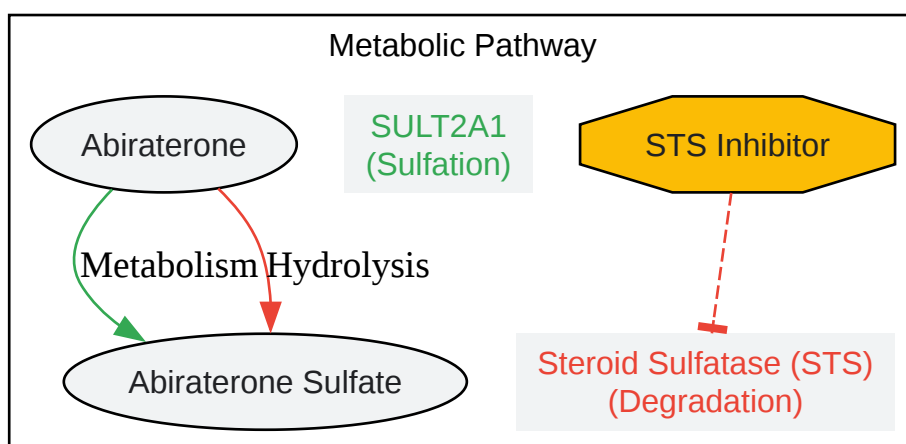 Metabolic Pathway
Abiraterone
SULT2A1
(Sulfation)
STS Inhibitor
Metabolism
Hydrolysis
Abiraterone Sulfate
Steroid Sulfatase (STS)
(Degradation)